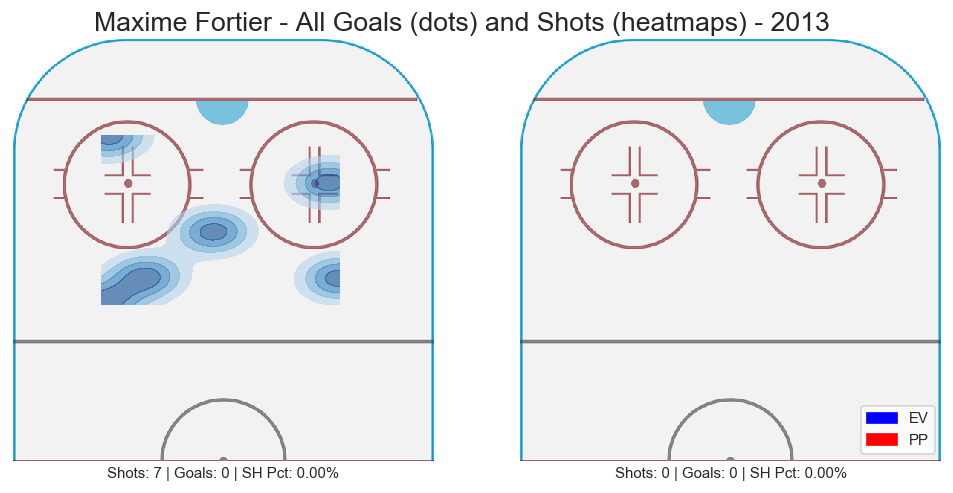 Maxime Fortier - All Goals (dots) and Shots (heatmaps) - 2013
EV
PP
Shots: 7 | Goals: 0 | SH Pct: 0.00%
Shots: 0 | Goals: 0 | SH Pct: 0.00%